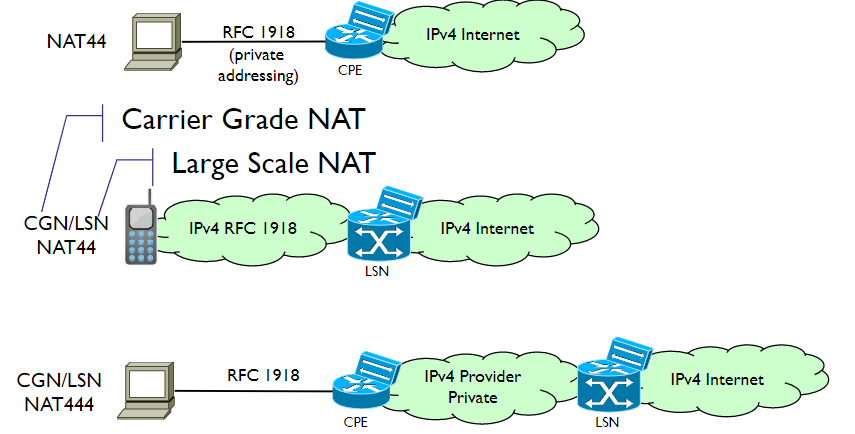 NAT44
RFC 1918
(private
addressing)
CPE
IPv4 Internet
Carrier Grade NAT
Large Scale NAT
CGN/LSN
NAT44
IPv4 RFC 1918
LSN
IPv4 Internet
CGN/LSN
NAT444
RFC 1918
CPE
IPv4 Provider
Private
LSN
IPv4 Internet